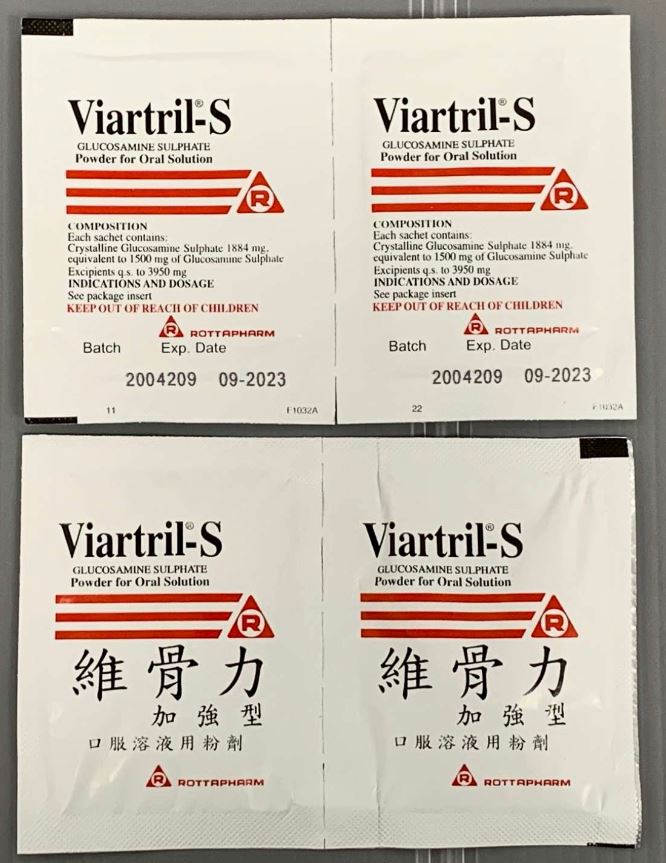 Viartril®-S
GLUCOSAMINE SULPHATE
Powder for Oral Solution
R
COMPOSITION
Each sachet contains:
Crystalline Glucosamine Sulphate 1884 mg,
equivalent to 1500 mg of Glucosamine Sulphate
Excipients q.s. to 3950 mg
INDICATIONS AND DOSAGE
See package insert
KEEP OUT OF REACH OF CHILDREN
R ROTTAPHARM
Batch Exp. Date
2004209 09-2023
11 F1032A
Viartril®-S
GLUCOSAMINE SULPHATE
Powder for Oral Solution
R
COMPOSITION
Each sachet contains:
Crystalline Glucosamine Sulphate 1884 mg,
equivalent to 1500 mg of Glucosamine Sulphate
Excipients q.s. to 3950 mg
INDICATIONS AND DOSAGE
See package insert
KEEP OUT OF REACH OF CHILDREN
R ROTTAPHARM
Batch Exp. Date
2004209 09-2023
22 F1032A
Viartril®-S
GLUCOSAMINE SULPHATE
Powder for Oral Solution
R
維骨力
加強型
口服溶液用粉劑
R ROTTAPHARM
Viartril®-S
GLUCOSAMINE SULPHATE
Powder for Oral Solution
R
維骨力
加強型
口服溶液用粉劑
R ROTTAPHARM